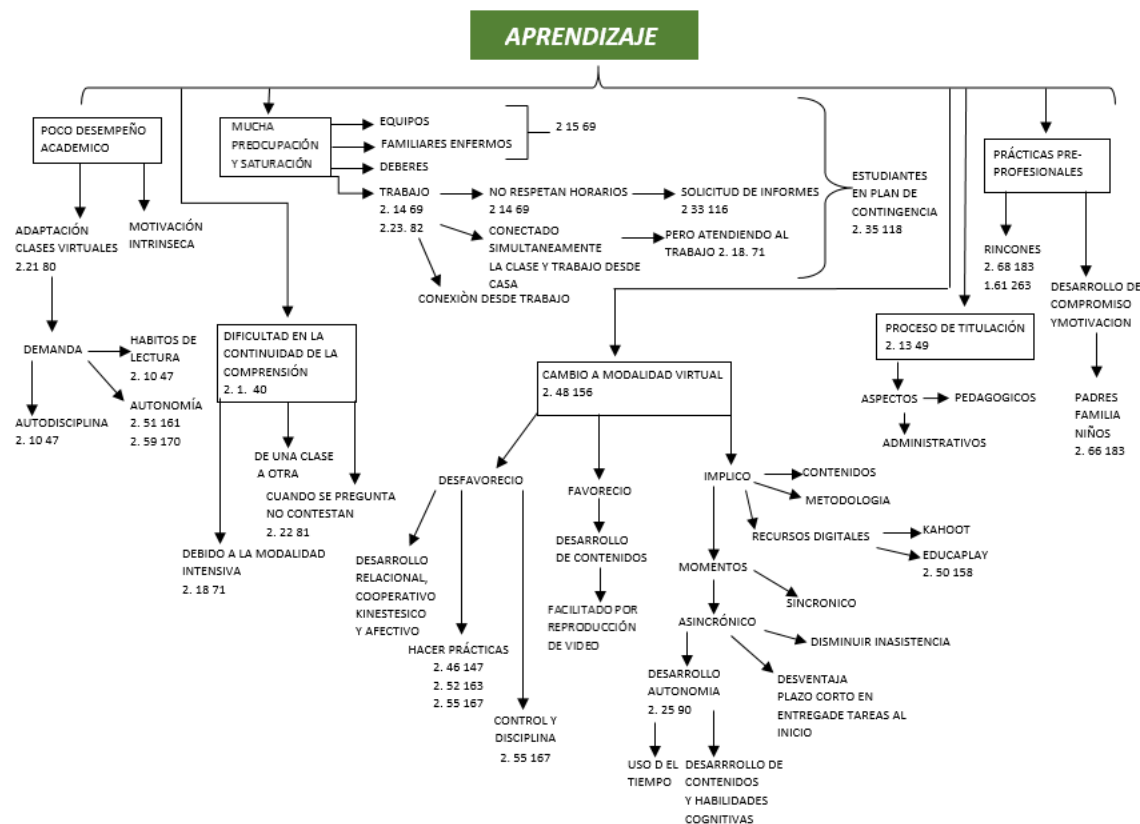 APRENDIZAJE
POCO DESEMPEÑO
ACADEMICO
ADAPTACIÓN
CLASES VIRTUALES
2.21 80
MOTIVACIÓN
INTRINSECA
DEMANDA
HABITOS DE
LECTURA
2. 10 47
AUTONOMÍA
2. 51 161
2. 59 170
AUTODISCIPLINA
2. 10 47
MUCHA
PREOCUPACIÓN
Y SATURACIÓN
EQUIPOS
FAMILIARES ENFERMOS
2 15 69
DEBERES
TRABAJO
2. 14 69
2.23. 82
NO RESPETAN HORARIOS
2 14 69
SOLICITUD DE INFORMES
2 33 116
CONECTADO
SIMULTANEAMENTE
LA CLASE Y TRABAJO DESDE
CASA
PERO ATENDIENDO AL
TRABAJO 2. 18. 71
CONEXIÒN DESDE TRABAJO
ESTUDIANTES
EN PLAN DE
CONTINGENCIA
2. 35 118
DIFICULTAD EN LA
CONTINUIDAD DE LA
COMPRENSIÓN
2. 1. 40
DE UNA CLASE
A OTRA
CUANDO SE PREGUNTA
NO CONTESTAN
2. 22 81
DEBIDO A LA MODALIDAD
INTENSIVA
2. 18 71
CAMBIO A MODALIDAD VIRTUAL
2. 48 156
DESFAVORECIO
DESARROLLO
RELACIONAL,
COOPERATIVO
KINESTESICO
Y AFECTIVO
HACER PRÁCTICAS
2. 46 147
2. 52 163
2. 55 167
CONTROL Y
DISCIPLINA
2. 55 167
FAVORECIO
DESARROLLO
DE CONTENIDOS
FACILITADO POR
REPRODUCCIÓN
DE VIDEO
IMPLICO
CONTENIDOS
METODOLOGIA
RECURSOS DIGITALES
KAHOOT
EDUCAPLAY
2. 50 158
MOMENTOS
SINCRONICO
ASINCRÓNICO
DISMINUIR INASISTENCIA
DESVENTAJA
PLAZO CORTO EN
ENTREGADE TAREAS AL
INICIO
DESARROLLO
AUTONOMIA
2. 25 90
USO D EL
TIEMPO
DESARRROLLO DE
CONTENIDOS
Y HABILIDADES
COGNITIVAS
PROCESO DE TITULACIÓN
2. 13 49
ASPECTOS
PEDAGOGICOS
ADMINISTRATIVOS
PRÁCTICAS PRE-
PROFESIONALES
RINCONES
2. 68 183
1.61 263
DESARROLLO DE
COMPROMISO
YMOTIVACION
PADRES
FAMILIA
NIÑOS
2. 66 183